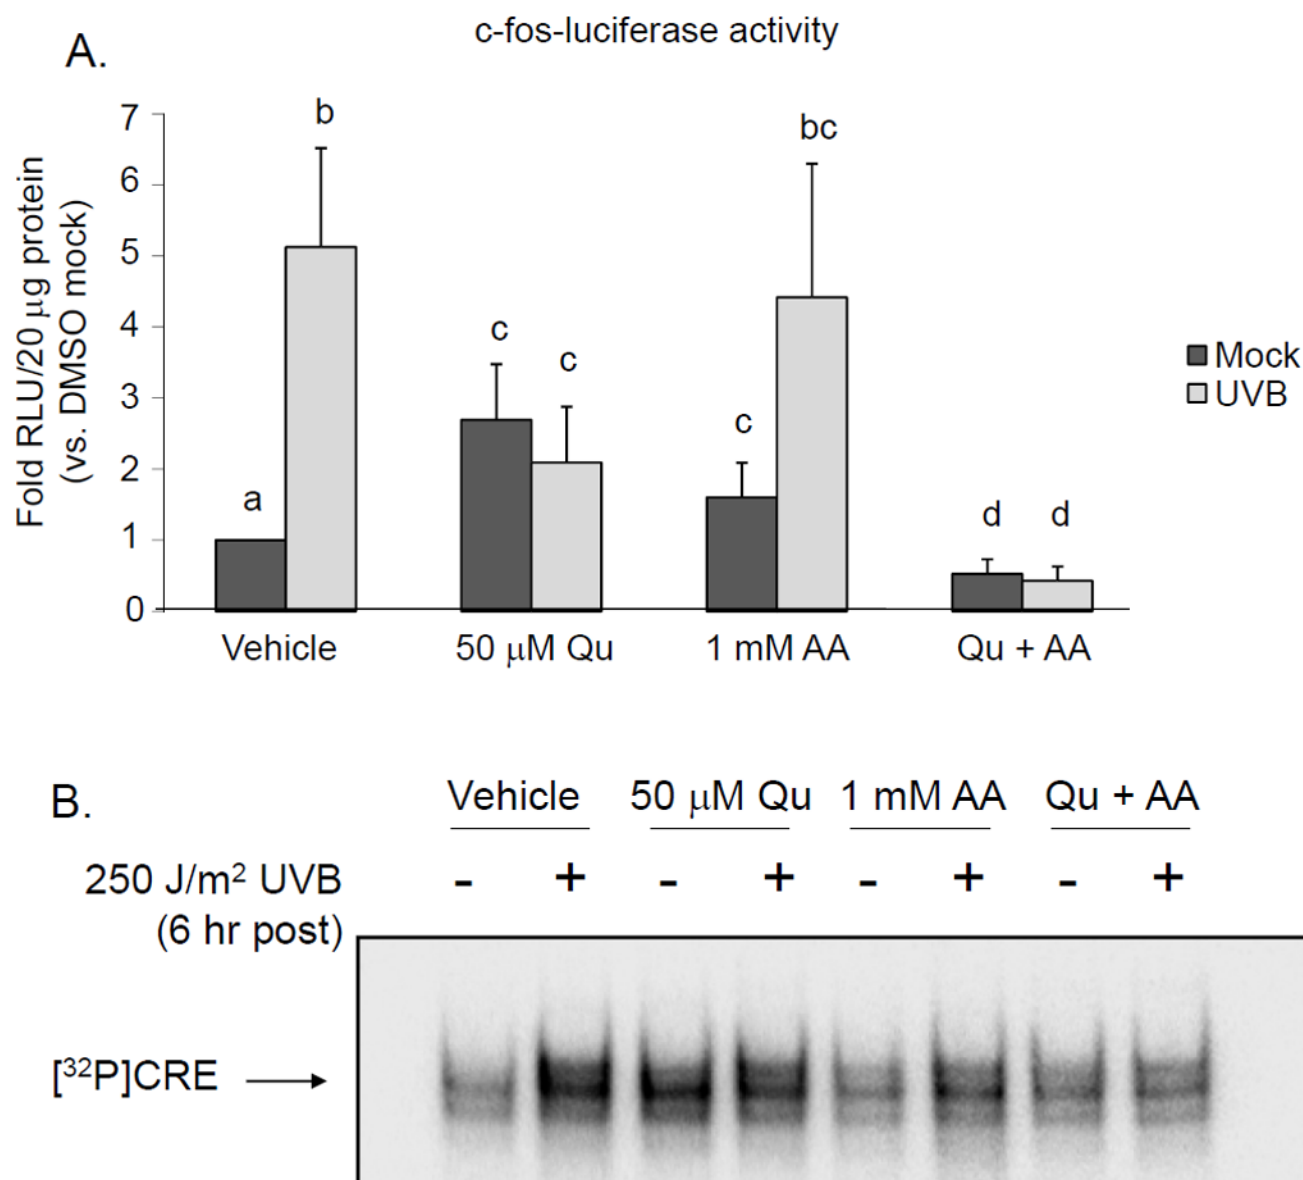 c-fos-luciferase activity
A.
7
6
5
4
3
2
1
0
Fold RLU/20 μg protein
(vs. DMSO mock)
a
b
c
c
c
bc
d
d
Mock
UVB
Vehicle
50 μM Qu
1 mM AA
Qu + AA
B.
Vehicle 50 μM Qu 1 mM AA Qu + AA
250 J/m² UVB - + - + - + - +
(6 hr post)
[³²P]CRE